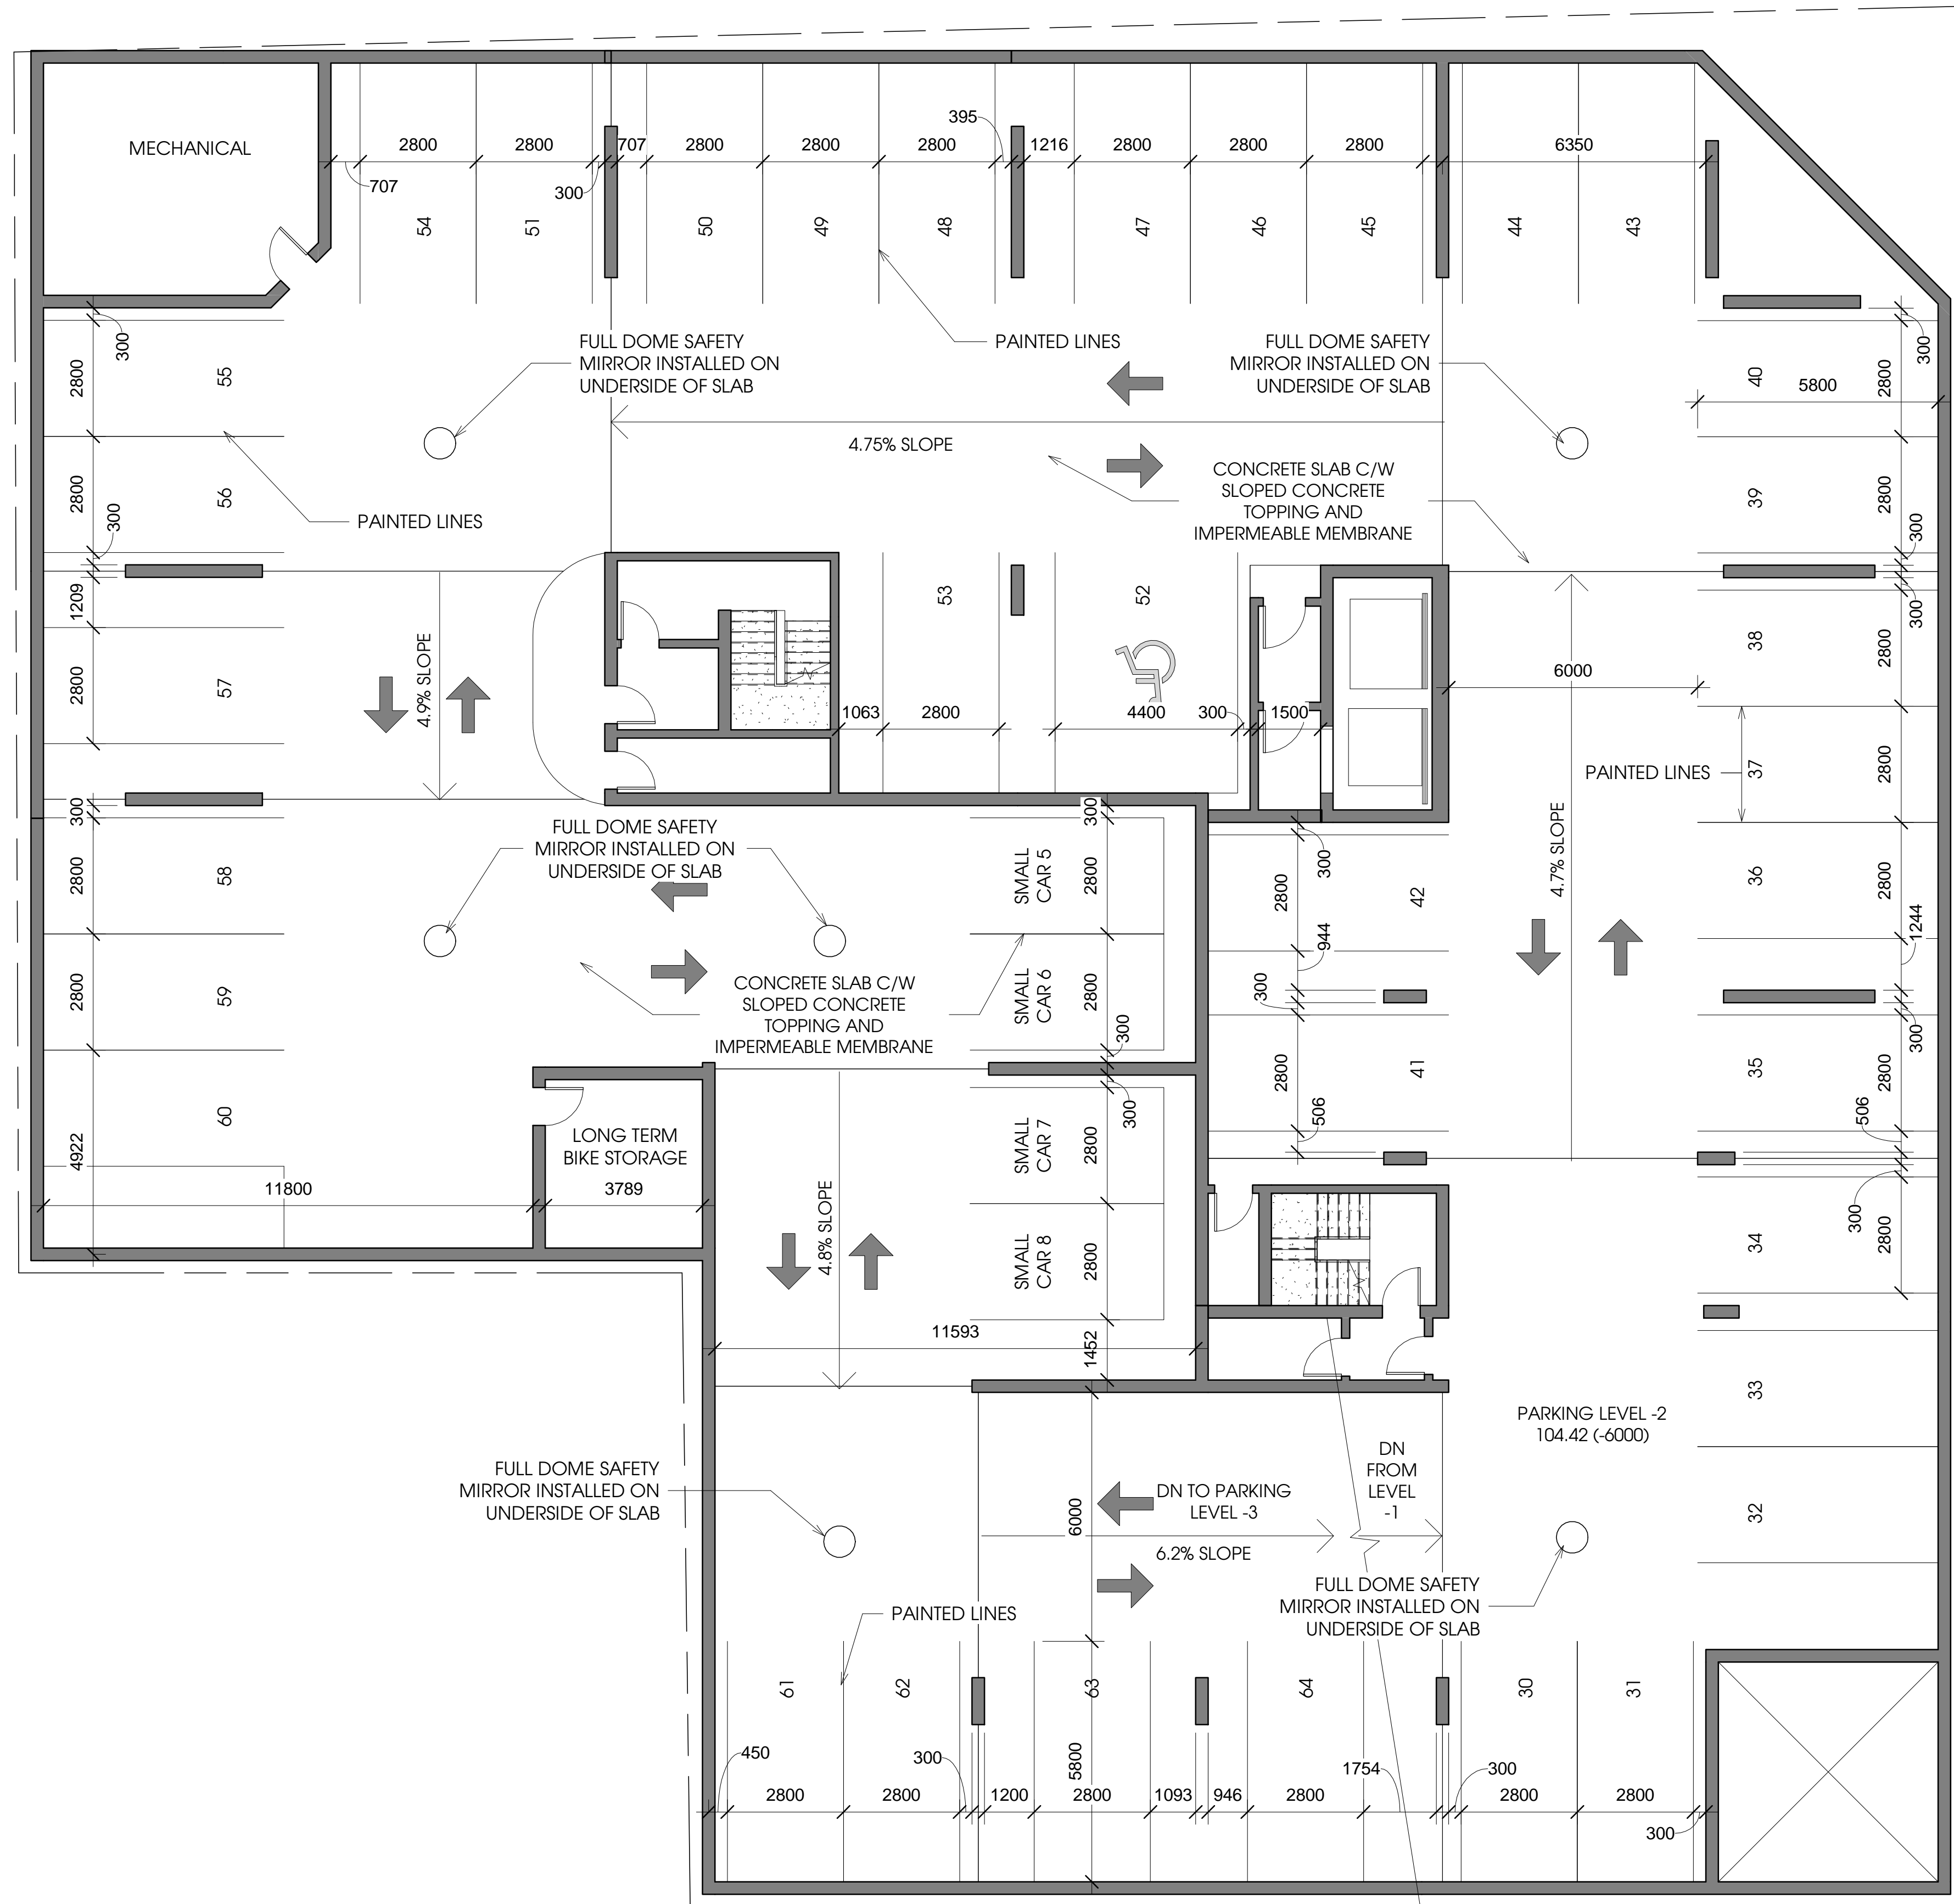 MECHANICAL
2800
2800
707
2800
2800
2800
395
1216
2800
2800
2800
6350
707
300
54
51
50
49
48
47
46
45
44
43
300
2800
55
FULL DOME SAFETY
MIRROR INSTALLED ON
UNDERSIDE OF SLAB
PAINTED LINES
FULL DOME SAFETY
MIRROR INSTALLED ON
UNDERSIDE OF SLAB
40
5800
2800
300
4.75% SLOPE
2800
56
300
PAINTED LINES
CONCRETE SLAB C/W
SLOPED CONCRETE
TOPPING AND
IMPERMEABLE MEMBRANE
39
2800
300
1209
53
52
300
38
2800
4.9% SLOPE
2800
57
6000
1063
2800
4400
300
1500
PAINTED LINES
37
2800
300
FULL DOME SAFETY
MIRROR INSTALLED ON
UNDERSIDE OF SLAB
300
4.7% SLOPE
300
2800
58
SMALL
CAR 5
2800
2800
42
36
2800
944
1244
2800
59
CONCRETE SLAB C/W
SLOPED CONCRETE
TOPPING AND
IMPERMEABLE MEMBRANE
SMALL
CAR 6
2800
300
300
300
2800
41
35
2800
506
506
60
4922
11800
LONG TERM
BIKE STORAGE
3789
SMALL
CAR 7
2800
300
4.8% SLOPE
SMALL
CAR 8
2800
34
300
2800
11593
1452
33
PARKING LEVEL -2
104.42 (-6000)
FULL DOME SAFETY
MIRROR INSTALLED ON
UNDERSIDE OF SLAB
6000
DN TO PARKING
LEVEL -3
6.2% SLOPE
DN
FROM
LEVEL
-1
32
FULL DOME SAFETY
MIRROR INSTALLED ON
UNDERSIDE OF SLAB
PAINTED LINES
61
62
63
64
30
31
450
300
5800
1754
300
2800
2800
1200
2800
1093
946
2800
2800
2800
300